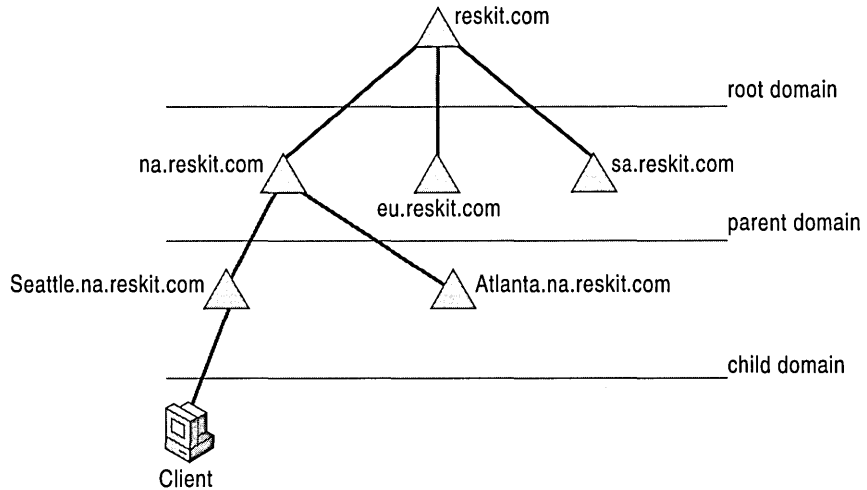 reskit.com
root domain
na.reskit.com
sa.reskit.com
eu.reskit.com
parent domain
Seattle.na.reskit.com
Atlanta.na.reskit.com
child domain
Client